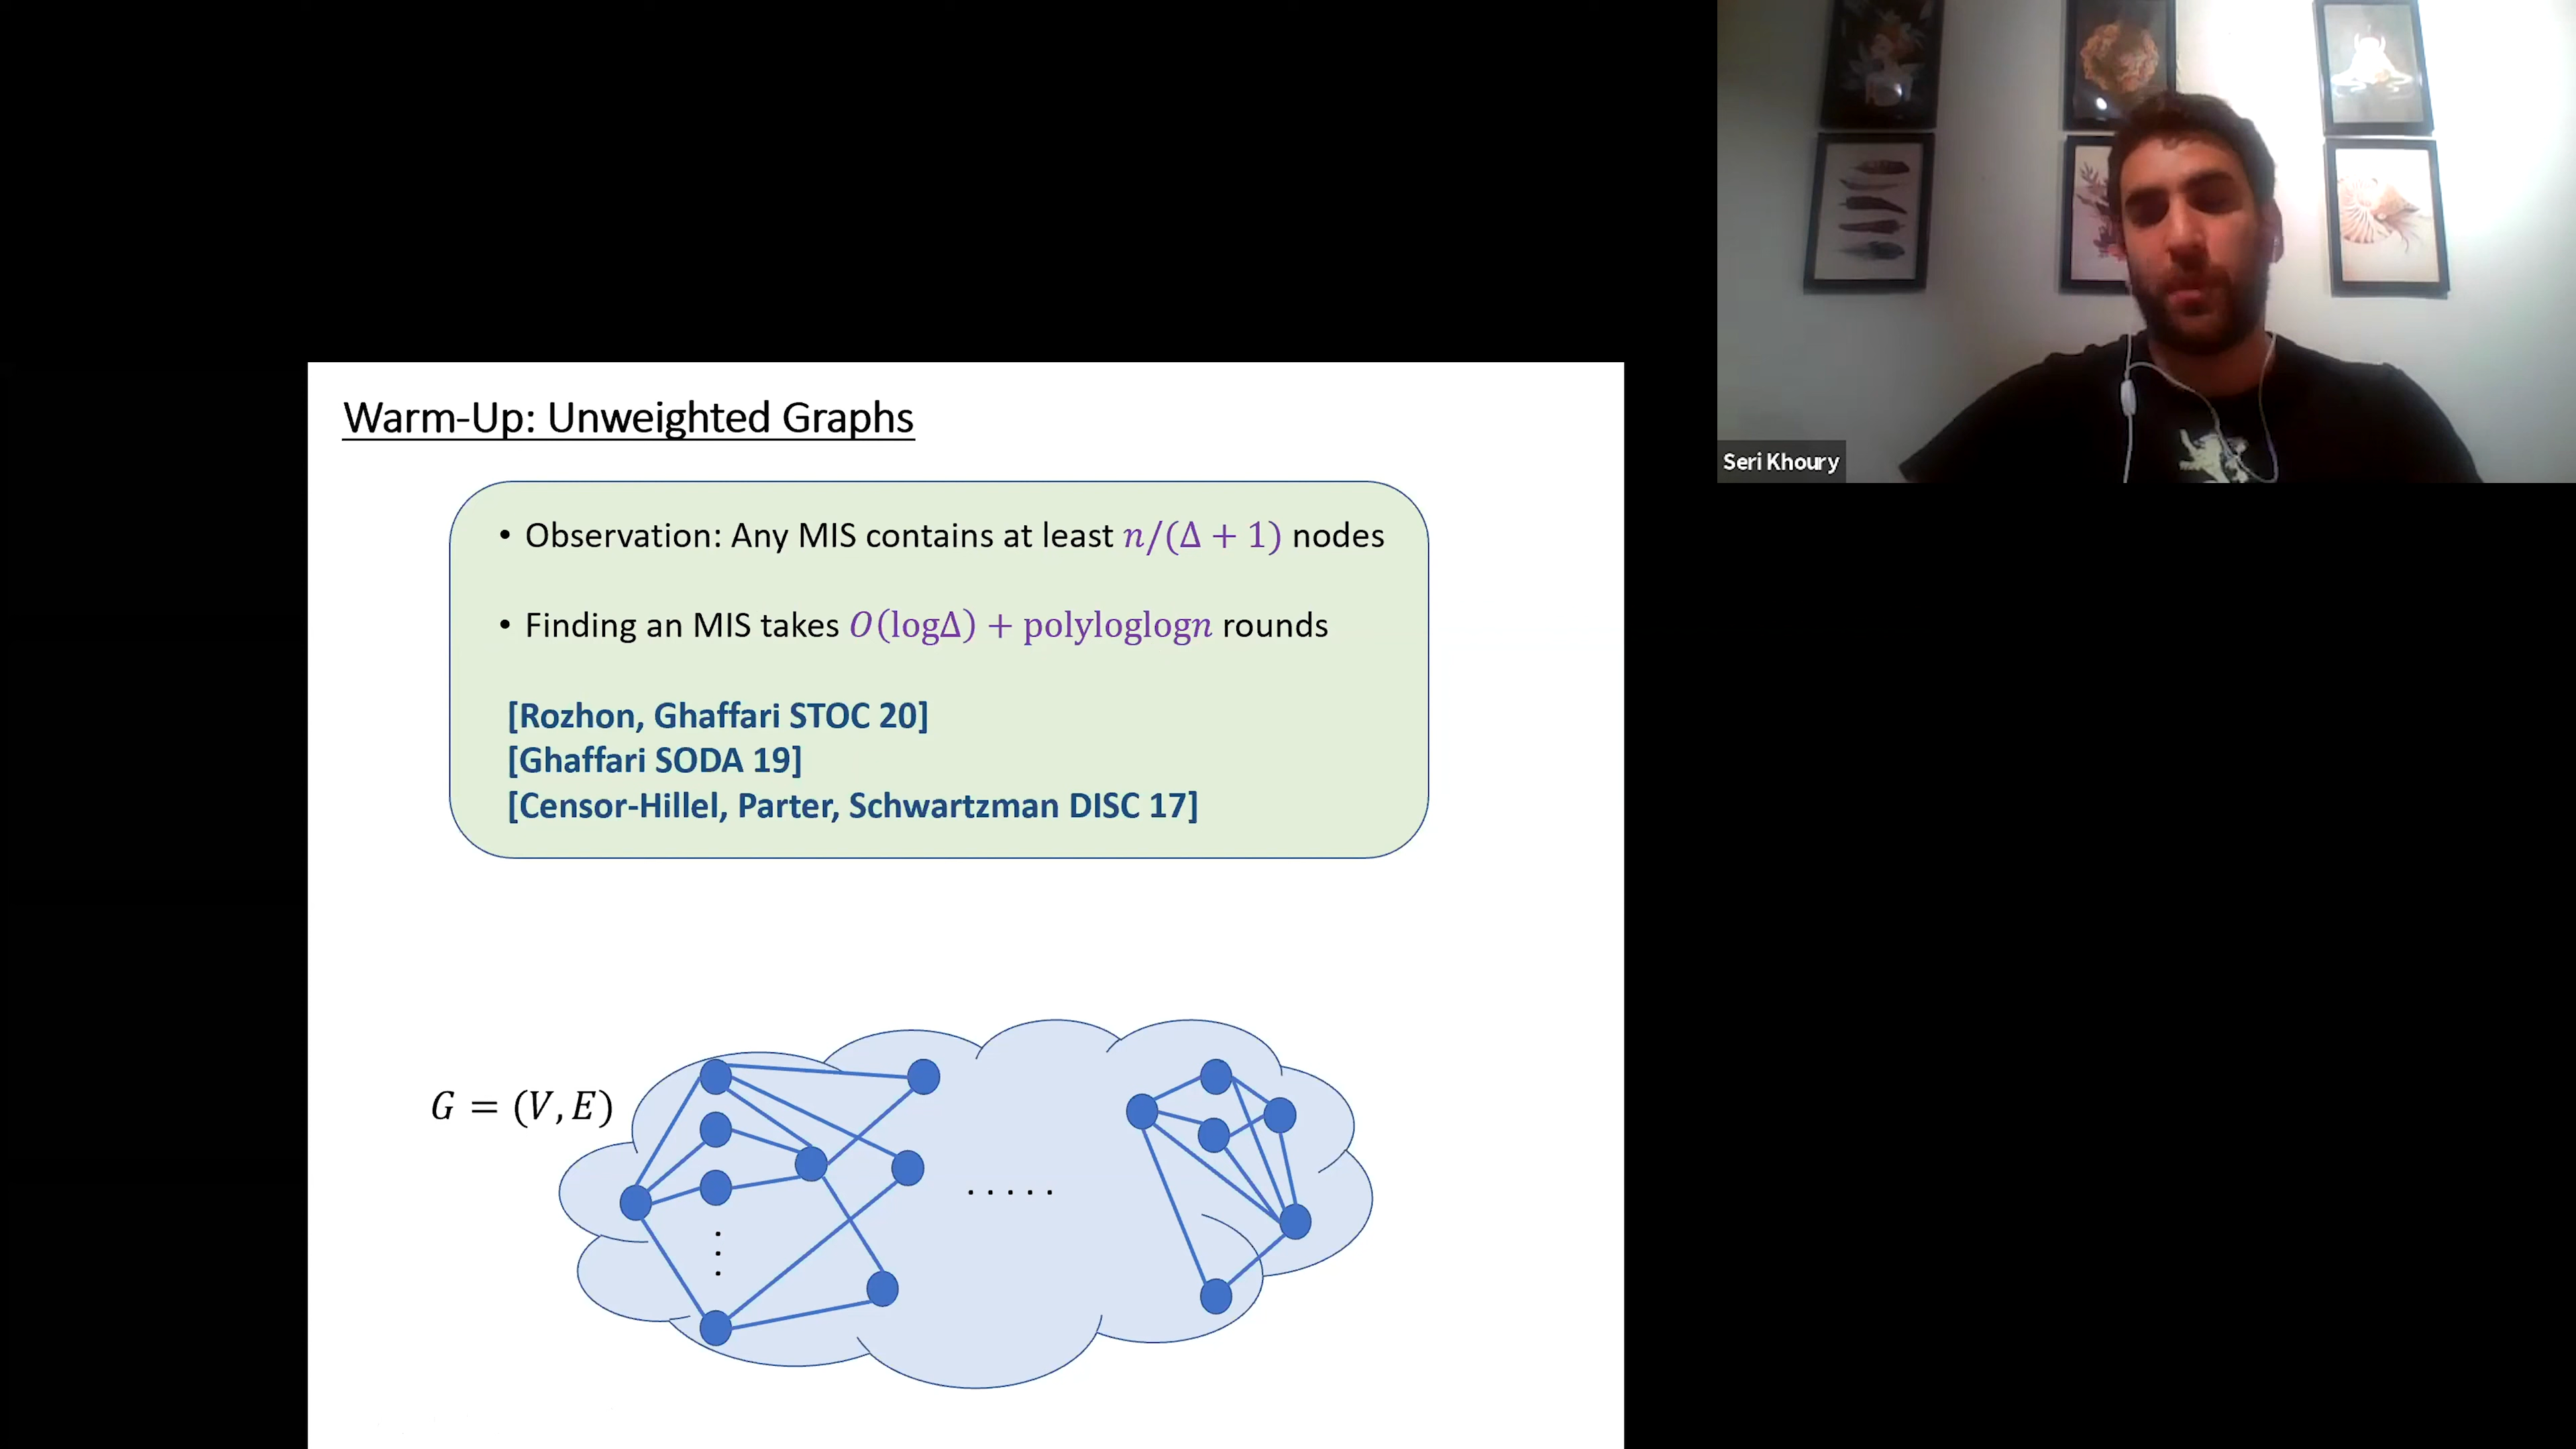 Warm-Up: Unweighted Graphs
• Observation: Any MIS contains at least n/(Δ + 1) nodes
• Finding an MIS takes O(logΔ) + polyloglogn rounds
[Rozhon, Ghaffari STOC 20]
[Ghaffari SODA 19]
[Censor-Hillel, Parter, Schwartzman DISC 17]
G = (V, E)
Seri Khoury